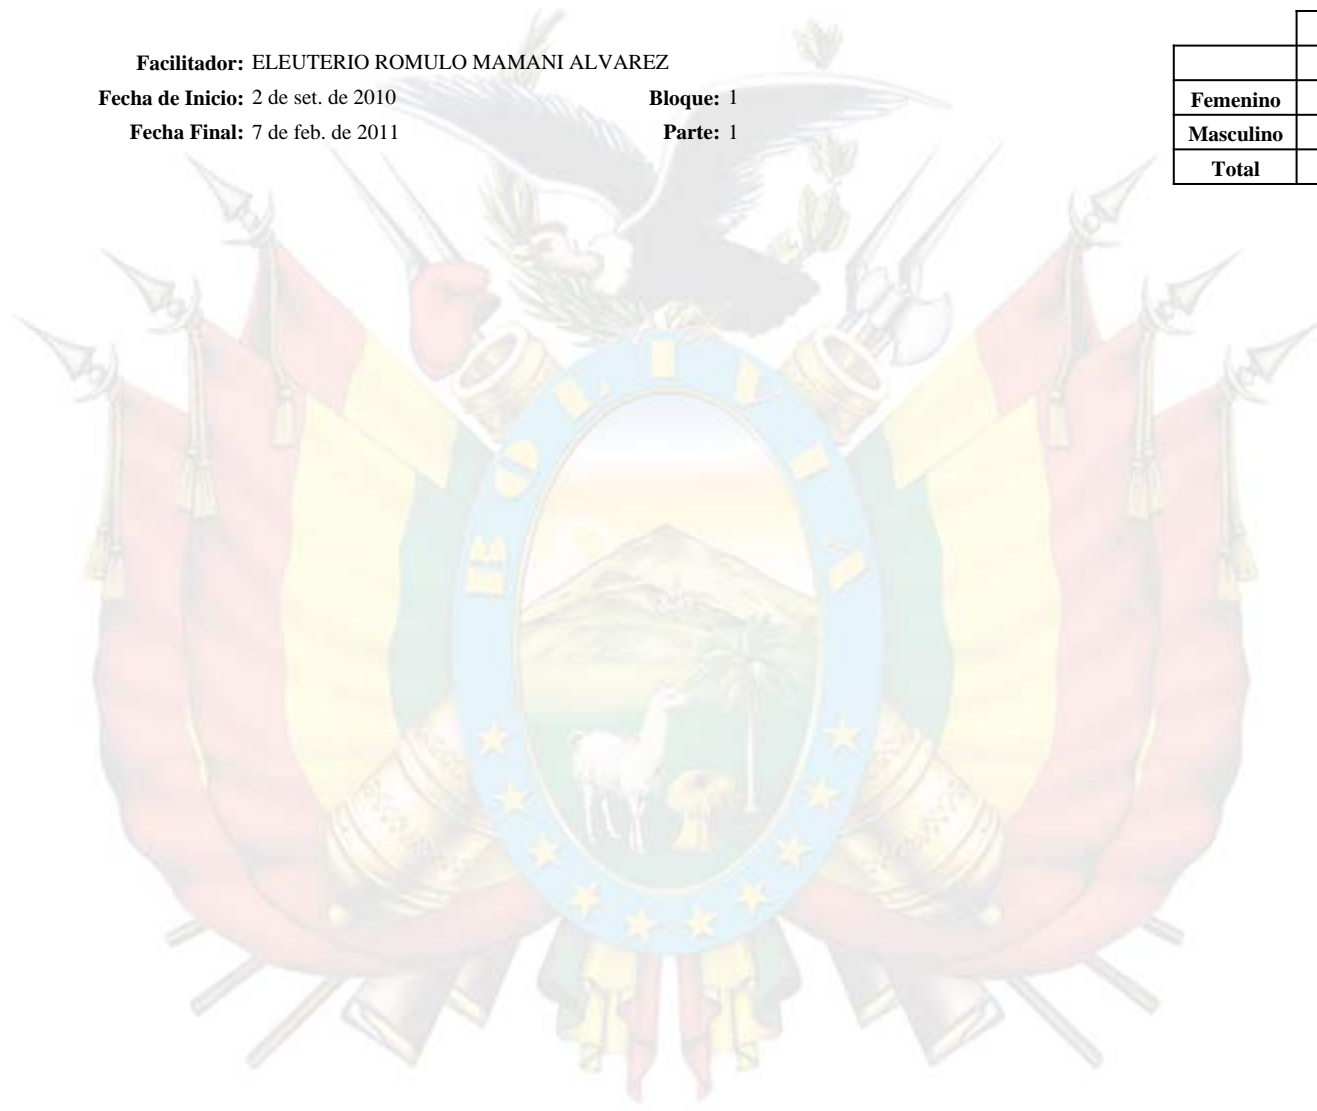 Facilitador: ELEUTERIO ROMULO MAMANI ALVAREZ
Fecha de Inicio: 2 de set. de 2010 Bloque: 1
Fecha Final: 7 de feb. de 2011 Parte: 1
Femenino
Masculino
Total
BOLIVIA